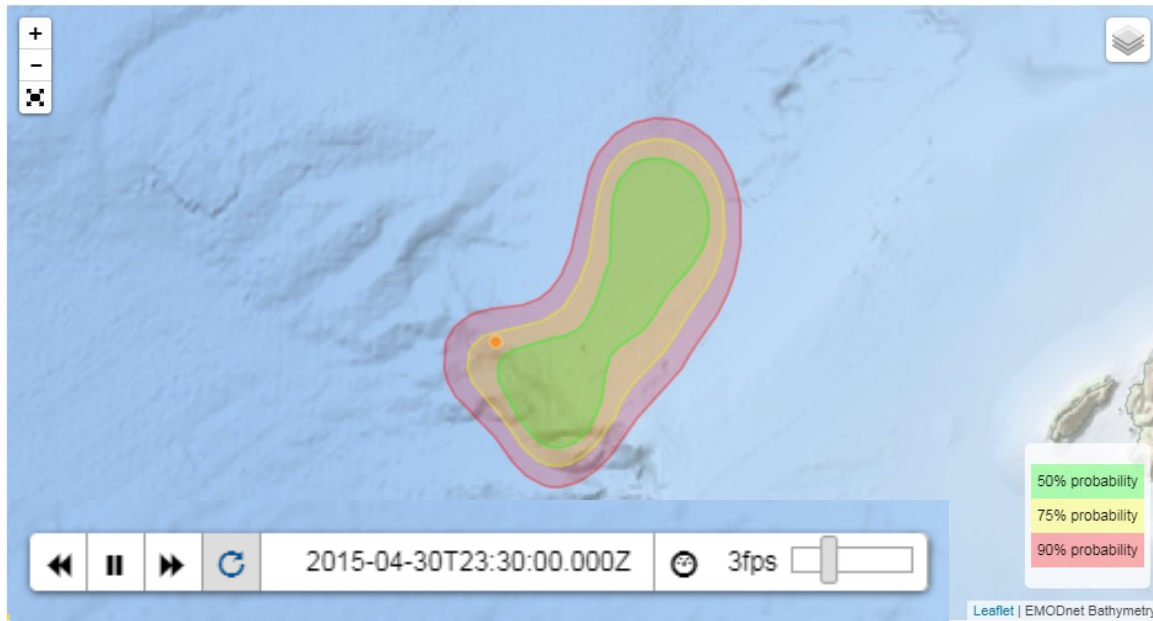 +
−
2015-04-30T23:30:00.000Z
3fps
50% probability
75% probability
90% probability
Leaflet | EMODnet Bathymetry